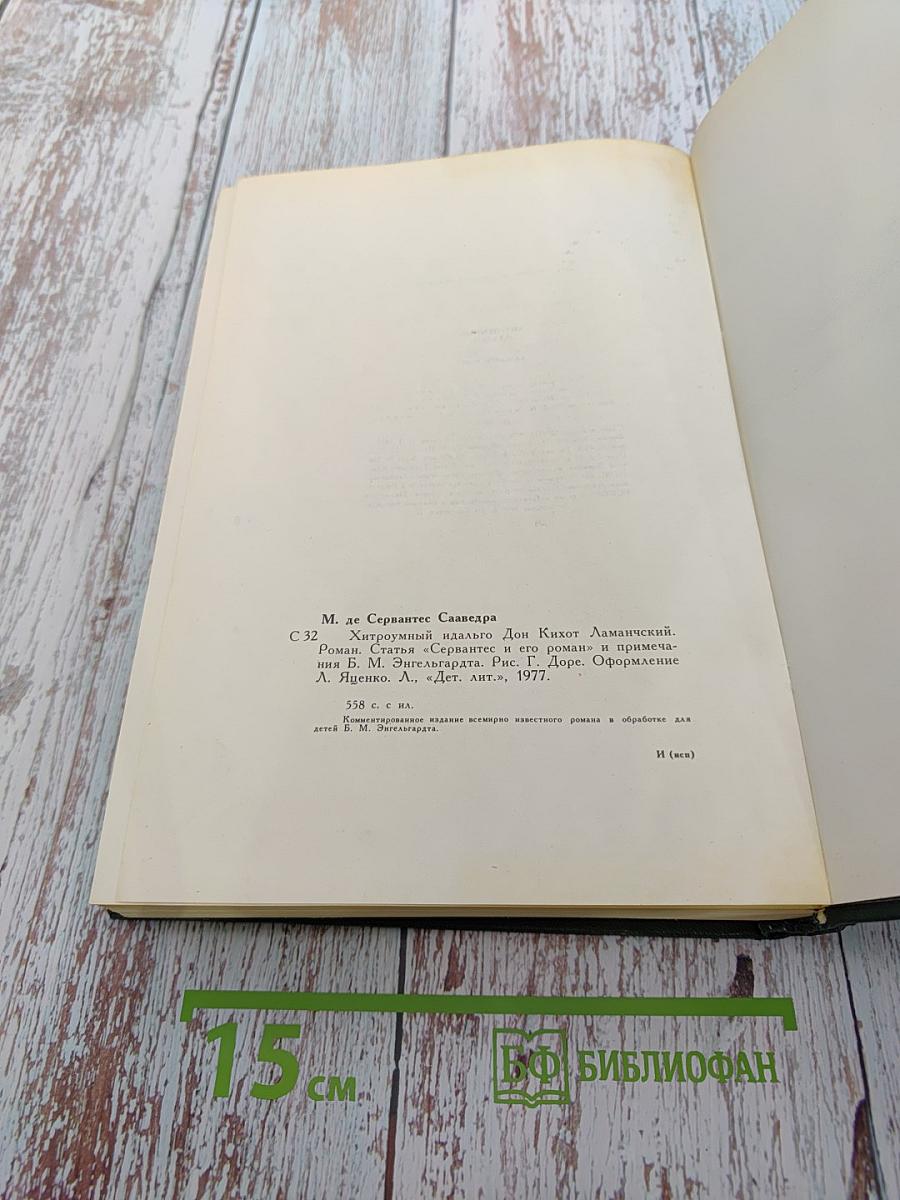 М. де Сервантес Сааведра
С 32 Хитроумный идальго Дон Кихот Ламанчский.
Роман. Статья «Сервантес и его роман» и примеча-
ния Б. М. Энгельгардта. Рис. Г. Доре. Оформление
Л. Яценко. Л., «Дет. лит.», 1977.
558 с. с ил.
Комментированное издание всемирно известного романа в обработке для
детей Б. М. Энгельгардта.
И (исп)
15 см
БФ БИБЛИОФАН